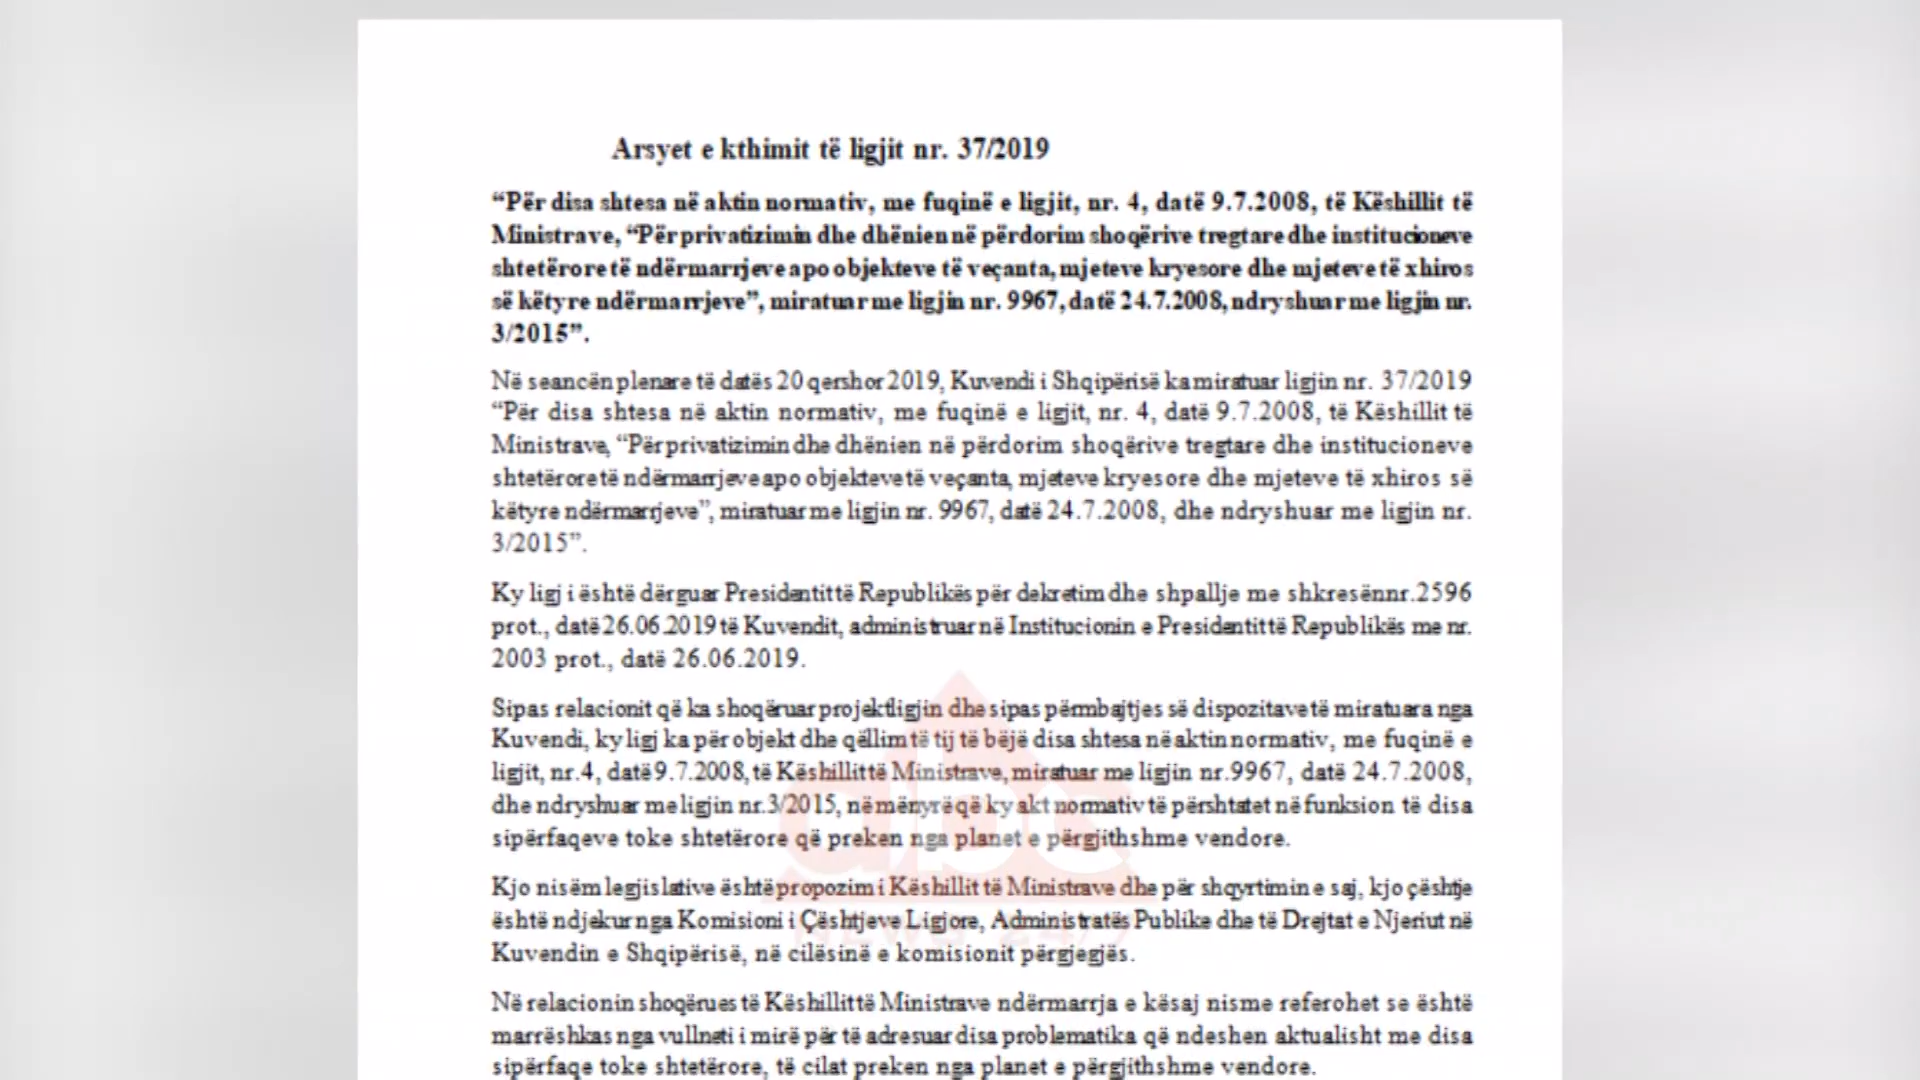 Arsyet e kthimit të ligjit nr. 37/2019
“Për disa shtesa në aktin normativ, me fuqinë e ligjit, nr. 4, datë 9.7.2008, të Këshillit të
Ministrave, “Për privatizimin dhe dhënien në përdorim shoqërive tregtare dhe institucioneve
shtetërore të ndërmarrjeve apo objekteve të veçanta, mjeteve kryesore dhe mjeteve të xhiros
së këtyre ndërmarrjeve”, miratuar me ligjin nr. 9967, datë 24.7.2008, ndryshuar me ligjin nr.
3/2015”.
Në seancën plenare të datës 20 qershor 2019, Kuvendi i Shqipërisë ka miratuar ligjin nr. 37/2019
“Për disa shtesa në aktin normativ, me fuqinë e ligjit, nr. 4, datë 9.7.2008, të Këshillit të
Ministrave, “Për privatizimin dhe dhënien në përdorim shoqërive tregtare dhe institucioneve
shtetërore të ndërmarrjeve apo objekteve të veçanta, mjeteve kryesore dhe mjeteve të xhiros së
këtyre ndërmarrjeve”, miratuar me ligjin nr. 9967, datë 24.7.2008, dhe ndryshuar me ligjin nr.
3/2015”.
Ky ligj i është dërguar Presidentit të Republikës për dekretim dhe shpallje me shkresën nr.2596
prot., datë 26.06.2019 të Kuvendit, administruar në Institucionin e Presidentit të Republikës me nr.
2003 prot., datë 26.06.2019.
Sipas relacionit që ka shoqëruar projektligjin dhe sipas përmbajtjes së dispozitave të miratuara nga
Kuvendi, ky ligj ka për objekt dhe qëllim të tij të bëjë disa shtesa në aktin normativ, me fuqinë e
ligjit, nr.4, datë 9.7.2008, të Këshillit të Ministrave, miratuar me ligjin nr.9967, datë 24.7.2008,
dhe ndryshuar me ligjin nr.3/2015, në mënyrë që ky akt normativ të përshtatet në funksion të disa
sipërfaqeve toke shtetërore që preken nga planet e përgjithshme vendore.
Kjo nisëm legjislative është propozim i Këshillit të Ministrave dhe për shqyrtimin e saj, kjo çështje
është ndjekur nga Komisioni i Çështjeve Ligjore, Administratës Publike dhe të Drejtat e Njeriut në
Kuvendin e Shqipërisë, në cilësinë e komisionit përgjegjës.
Në relacionin shoqërues të Këshillit të Ministrave ndërmarrja e kësaj nisme referohet se është
marrë shkas nga vullneti i mirë për të adresuar disa problematika që ndeshen aktualisht me disa
sipërfaqe toke shtetërore, të cilat preken nga planet e përgjithshme vendore.
abc
NEWS 24/7